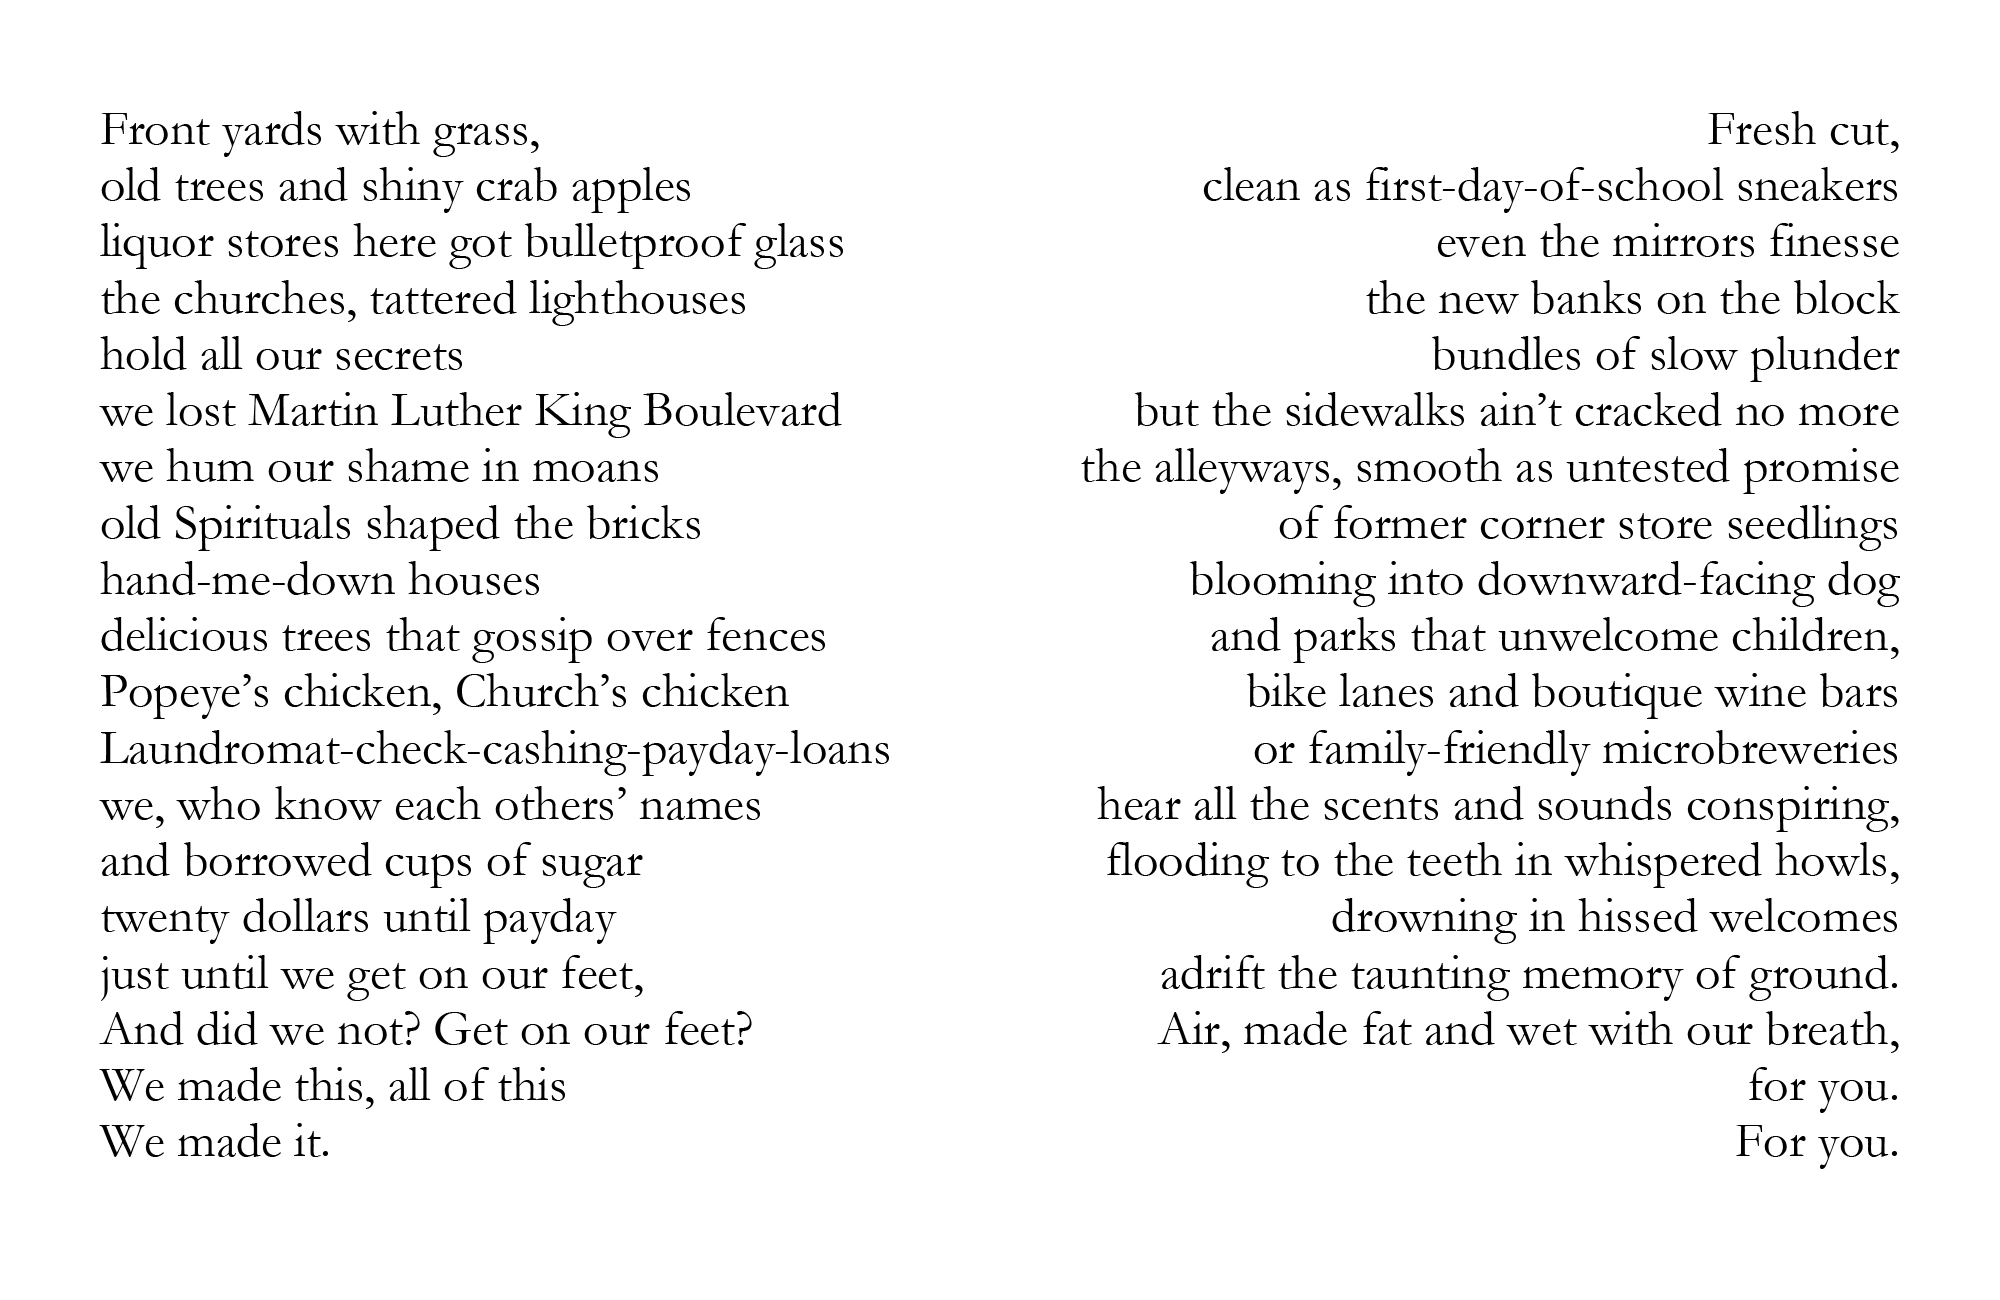 Front yards with grass,
old trees and shiny crab apples
liquor stores here got bulletproof glass
the churches, tattered lighthouses
hold all our secrets
we lost Martin Luther King Boulevard
we hum our shame in moans
old Spirituals shaped the bricks
hand-me-down houses
delicious trees that gossip over fences
Popeye’s chicken, Church’s chicken
Laundromat-check-cashing-payday-loans
we, who know each others’ names
and borrowed cups of sugar
twenty dollars until payday
just until we get on our feet,
And did we not? Get on our feet?
We made this, all of this
We made it.
Fresh cut,
clean as first-day-of-school sneakers
even the mirrors finesse
the new banks on the block
bundles of slow plunder
but the sidewalks ain’t cracked no more
the alleyways, smooth as untested promise
of former corner store seedlings
blooming into downward-facing dog
and parks that unwelcome children,
bike lanes and boutique wine bars
or family-friendly microbreweries
hear all the scents and sounds conspiring,
flooding to the teeth in whispered howls,
drowning in hissed welcomes
adrift the taunting memory of ground.
Air, made fat and wet with our breath,
for you.
For you.